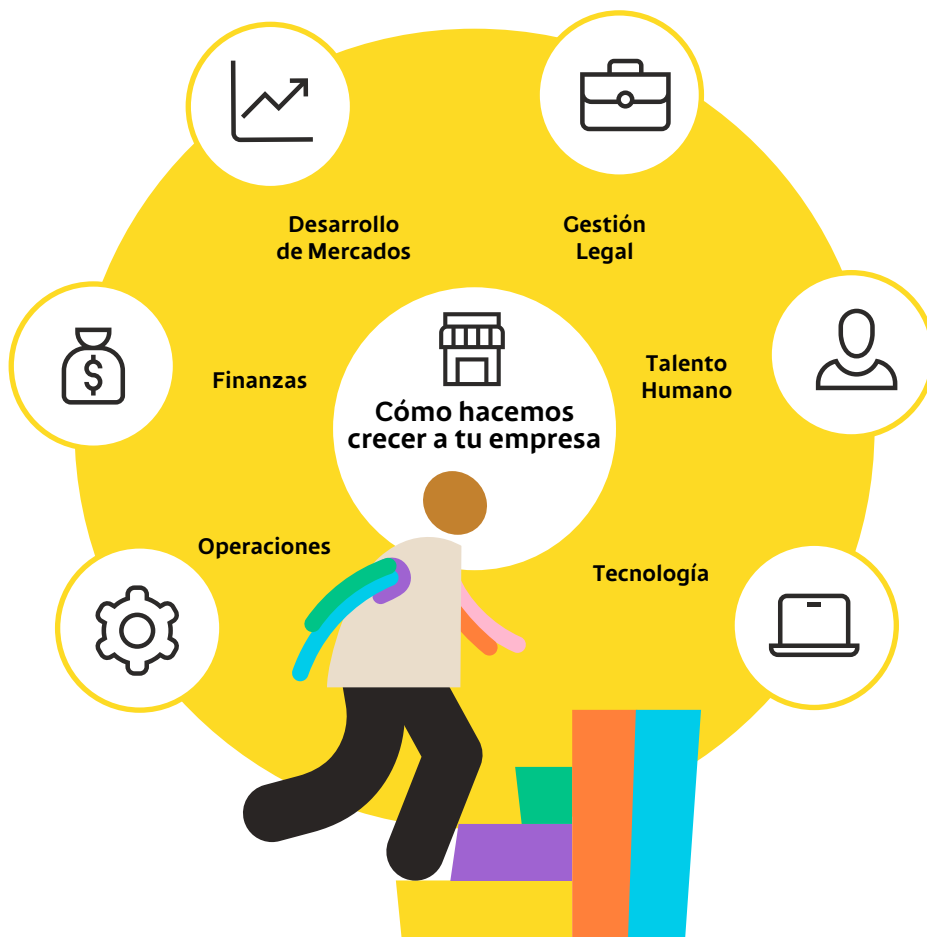 Desarrollo
de Mercados
Gestión
Legal
Finanzas
Talento
Humano
$
Cómo hacemos
crecer a tu empresa
Operaciones
Tecnología